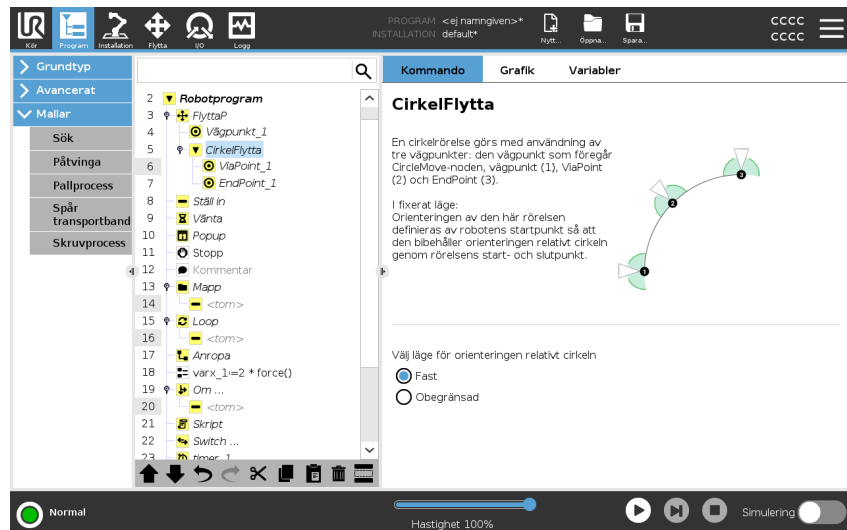 UR
Kör
Program
Installation
Flytta
I/O
Logg
PROGRAM <ej namngiven>*
INSTALLATION default*
Nytt...
Öppna...
Spara...
cccc
cccc
Grundtyp
Avancerat
Mallar
Sök
Påtvinga
Pallprocess
Spår
transportband
Skruvprocess
2 Robotprogram
3 FlyttaP
4 Vägpunkt_1
5 CirkelFlytta
6 ViaPoint_1
7 EndPoint_1
8 Ställ in
9 Vänta
10 Popup
11 Stopp
12 Kommentar
13 Mapp
14 <tom>
15 Loop
16 <tom>
17 Anropa
18 varx_1:=2 * force()
19 Om ...
20 <tom>
21 Skript
22 Switch ...
23 timer_1
Kommando
Grafik
Variabler
CirkelFlytta
En cirkelrörelse görs med användning av
tre vägpunkter: den vägpunkt som föregår
CircleMove-noden, vägpunkt (1), ViaPoint
(2) och EndPoint (3).
I fixerat läge:
Orienteringen av den här rörelsen
definieras av robotens startpunkt så att
den bibehåller orienteringen relativt cirkeln
genom rörelsens start- och slutpunkt.
3
2
1
Välj läge för orienteringen relativt cirkeln
Fast
Obegränsad
Normal
Hastighet 100%
Simulering